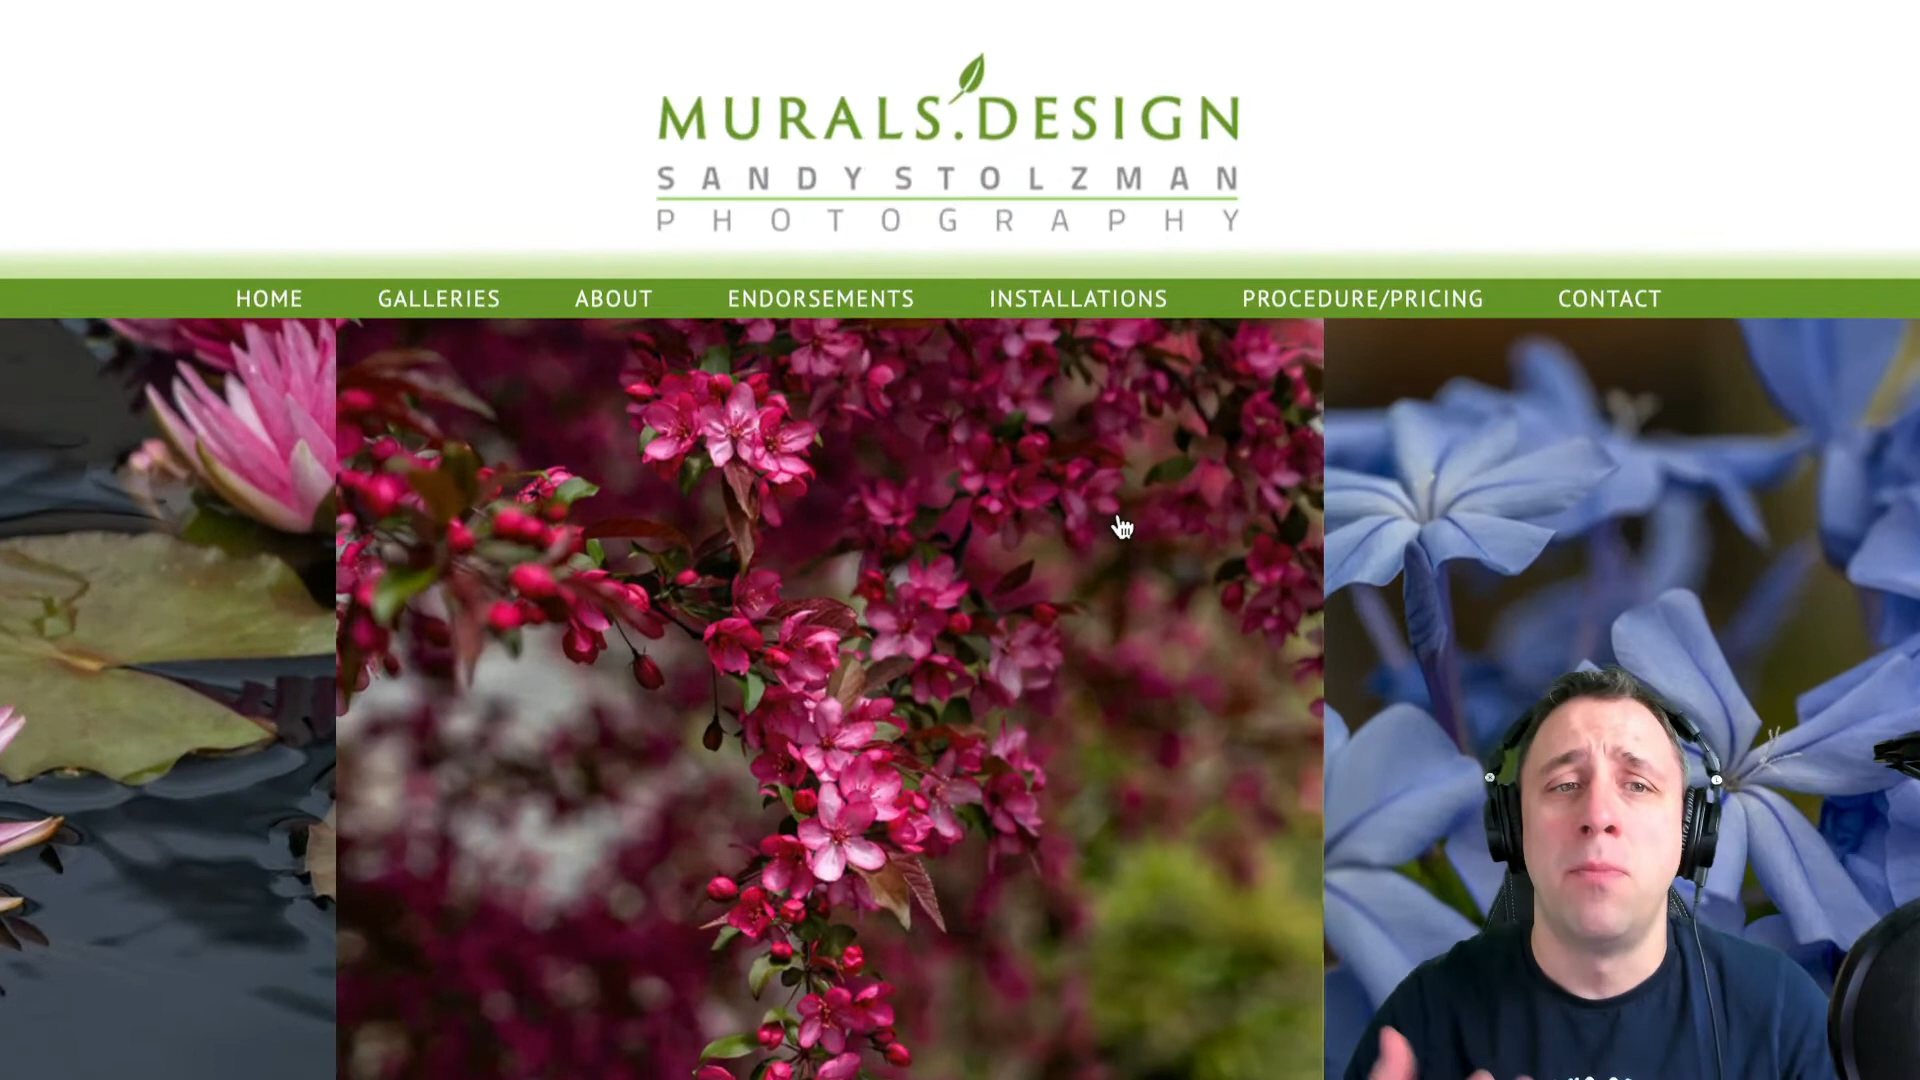 MURALS.DESIGN
SANDY STOLZMAN
PHOTOGRAPHY
HOME GALLERIES ABOUT ENDORSEMENTS INSTALLATIONS PROCEDURE/PRICING CONTACT